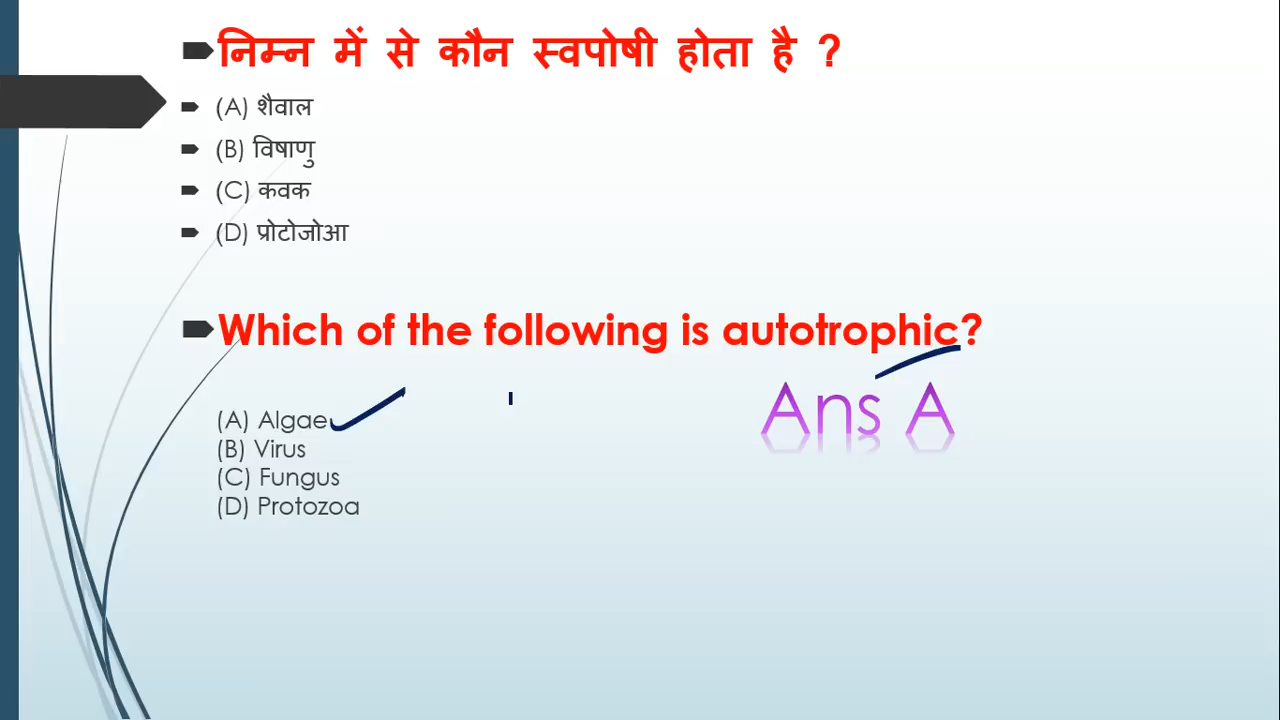 निम्न में से कौन स्वपोषी होता है ?
(A) शैवाल
(B) विषाणु
(C) कवक
(D) प्रोटोजोआ
Which of the following is autotrophic?
(A) Algae
(B) Virus
(C) Fungus
(D) Protozoa
Ans A